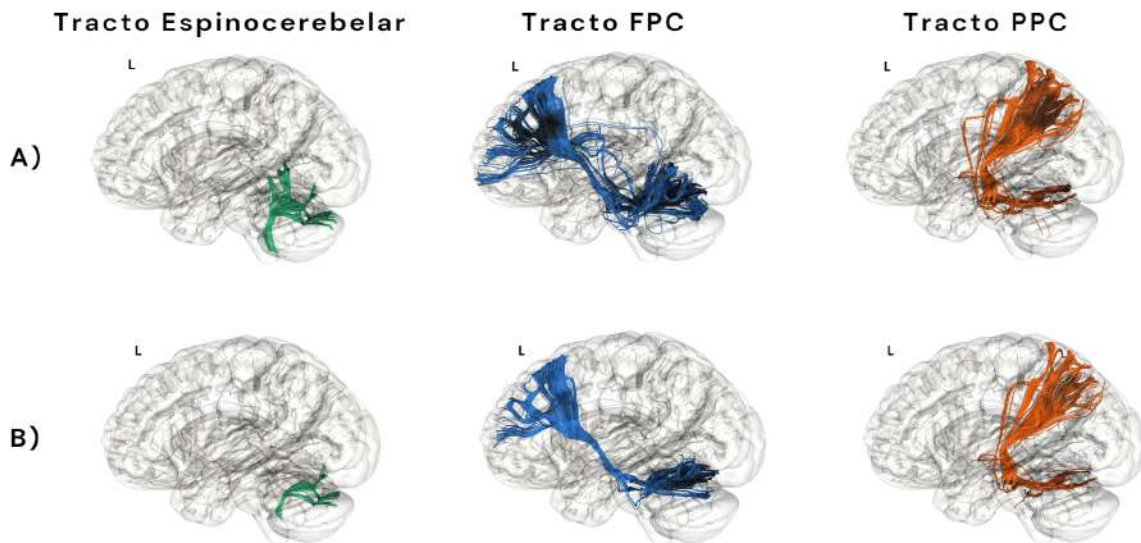 Tracto Espinocerebelar Tracto FPC Tracto PPC
L L L
A)
L L L
B)